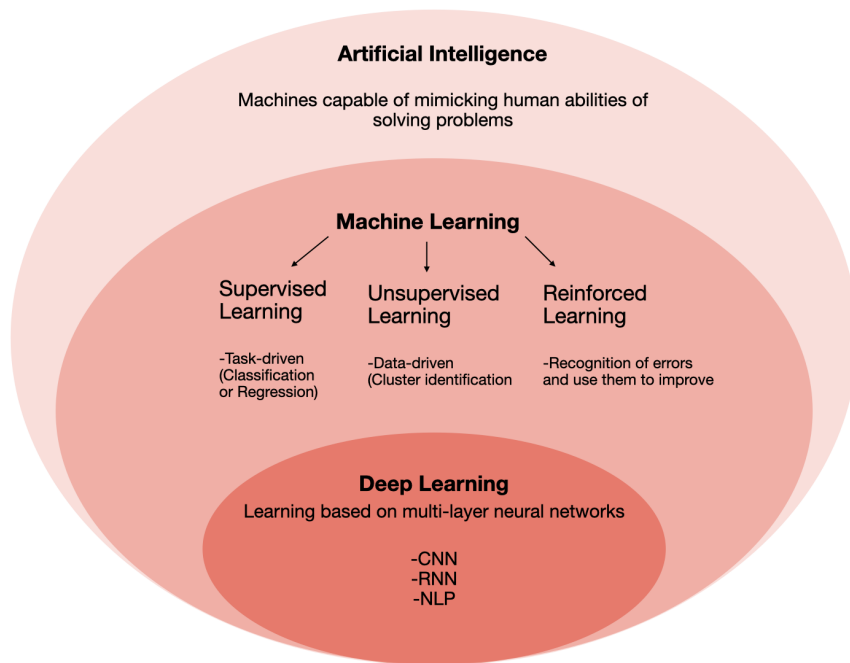 Artificial Intelligence
Machines capable of mimicking human abilities of
solving problems
Machine Learning
Supervised
Learning
-Task-driven
(Classification
or Regression)
Unsupervised
Learning
-Data-driven
(Cluster identification
Reinforced
Learning
-Recognition of errors
and use them to improve
Deep Learning
Learning based on multi-layer neural networks
-CNN
-RNN
-NLP